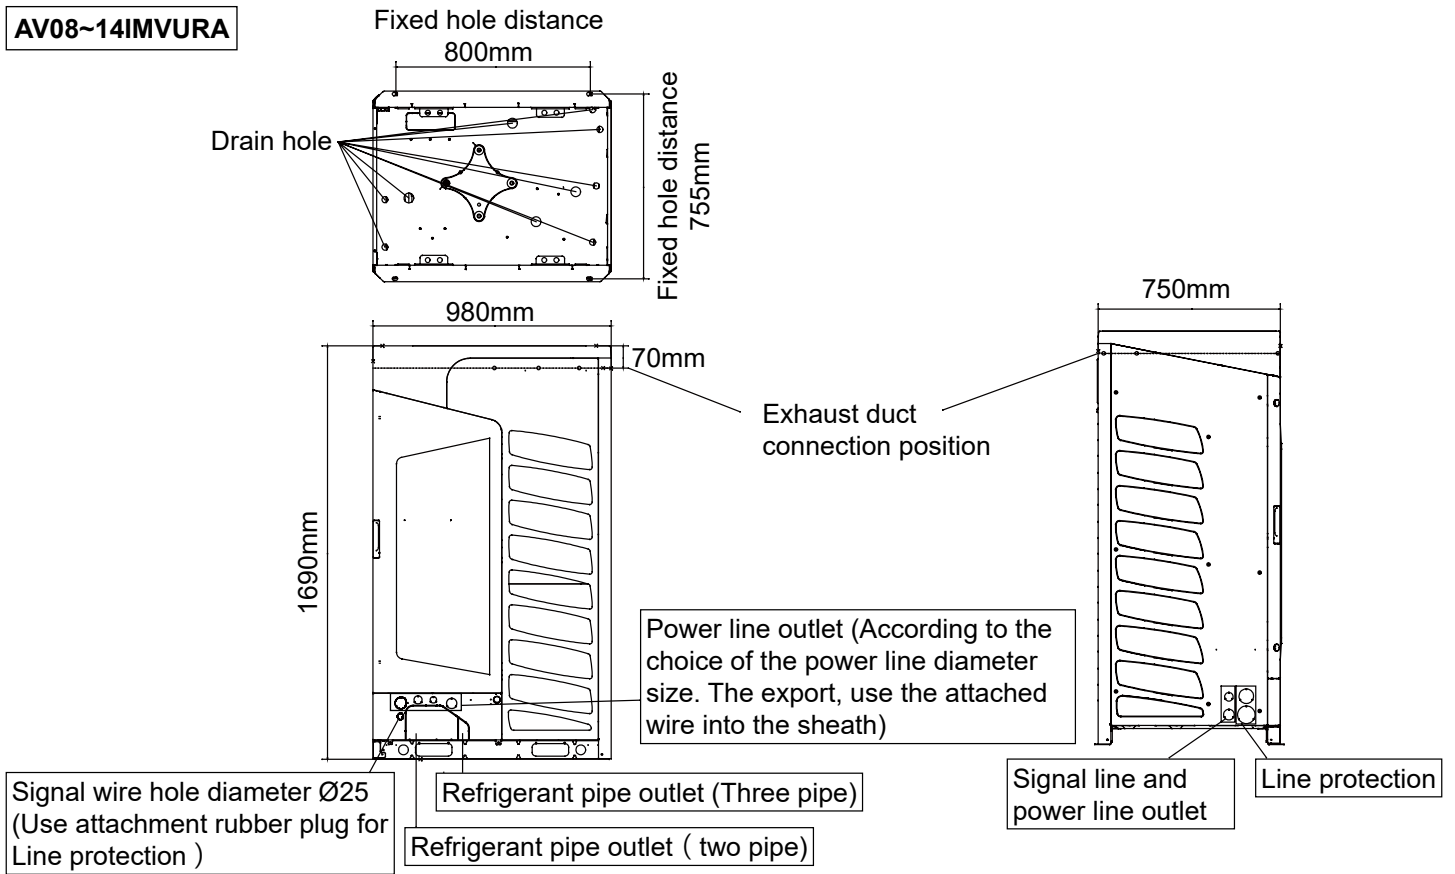 AV08~14IMVURA
Fixed hole distance
800mm
Drain hole
Fixed hole distance
755mm
980mm
70mm
1690mm
750mm
Exhaust duct
connection position
Power line outlet (According to the
choice of the power line diameter
size. The export, use the attached
wire into the sheath)
Signal wire hole diameter Ø25
(Use attachment rubber plug for
Line protection )
Refrigerant pipe outlet (Three pipe)
Refrigerant pipe outlet ( two pipe)
Signal line and
power line outlet
Line protection